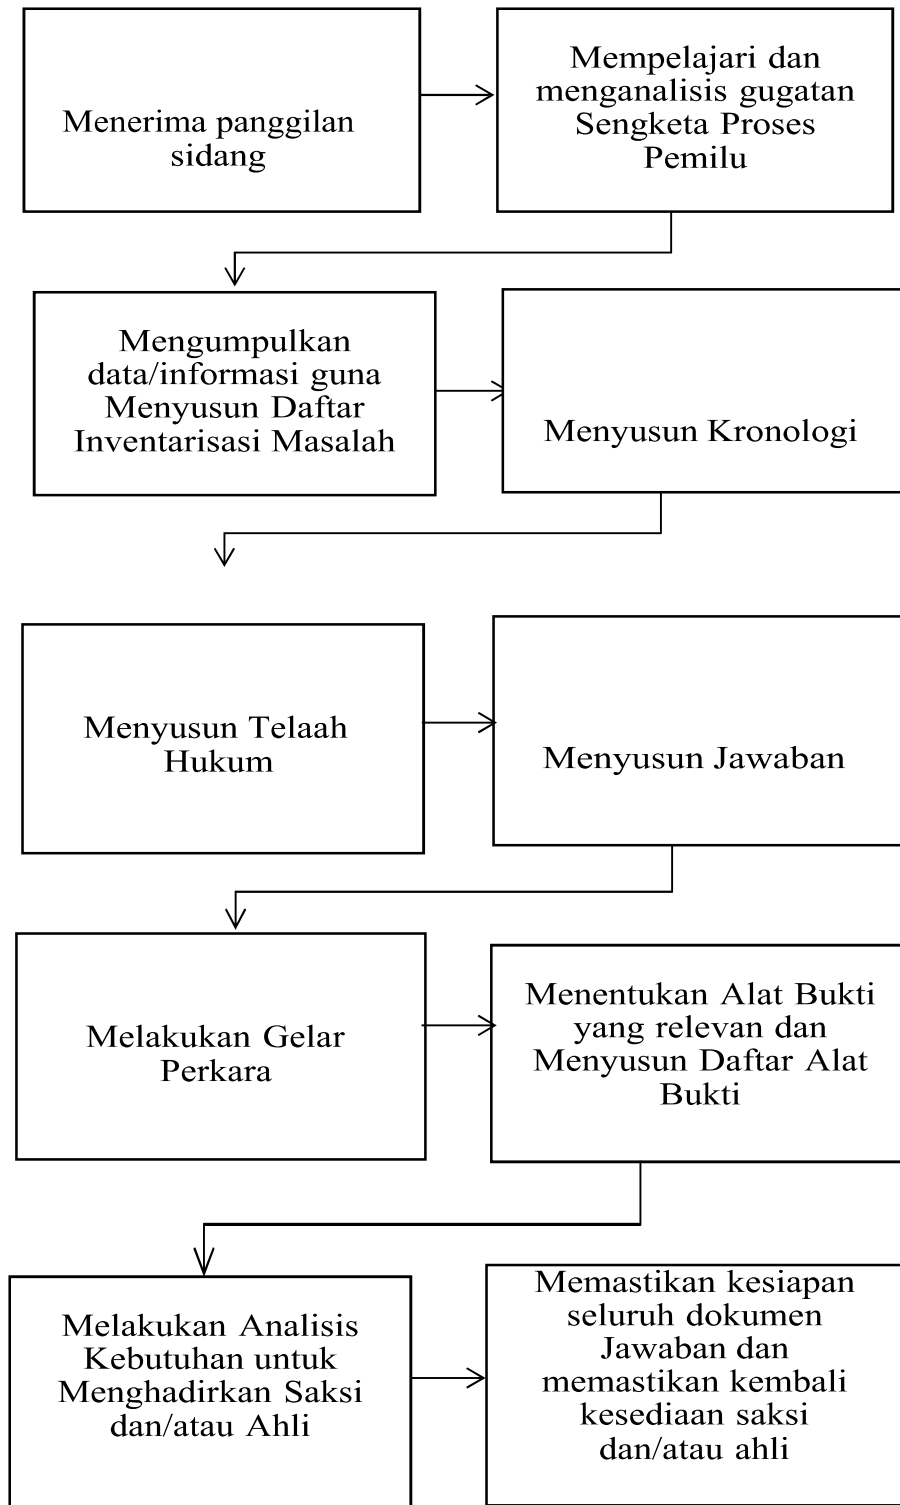 Menerima panggilan
sidang
Mempelajari dan
menganalisis gugatan
Sengketa Proses
Pemilu
Mengumpulkan
data/informasi guna
Menyusun Daftar
Inventarisasi Masalah
Menyusun Kronologi
Menyusun Telaah
Hukum
Menyusun Jawaban
Melakukan Gelar
Perkara
Menentukan Alat Bukti
yang relevan dan
Menyusun Daftar Alat
Bukti
Melakukan Analisis
Kebutuhan untuk
Menghadirkan Saksi
dan/atau Ahli
Memastikan kesiapan
seluruh dokumen
Jawaban dan
memastikan kembali
kesediaan saksi
dan/atau ahli